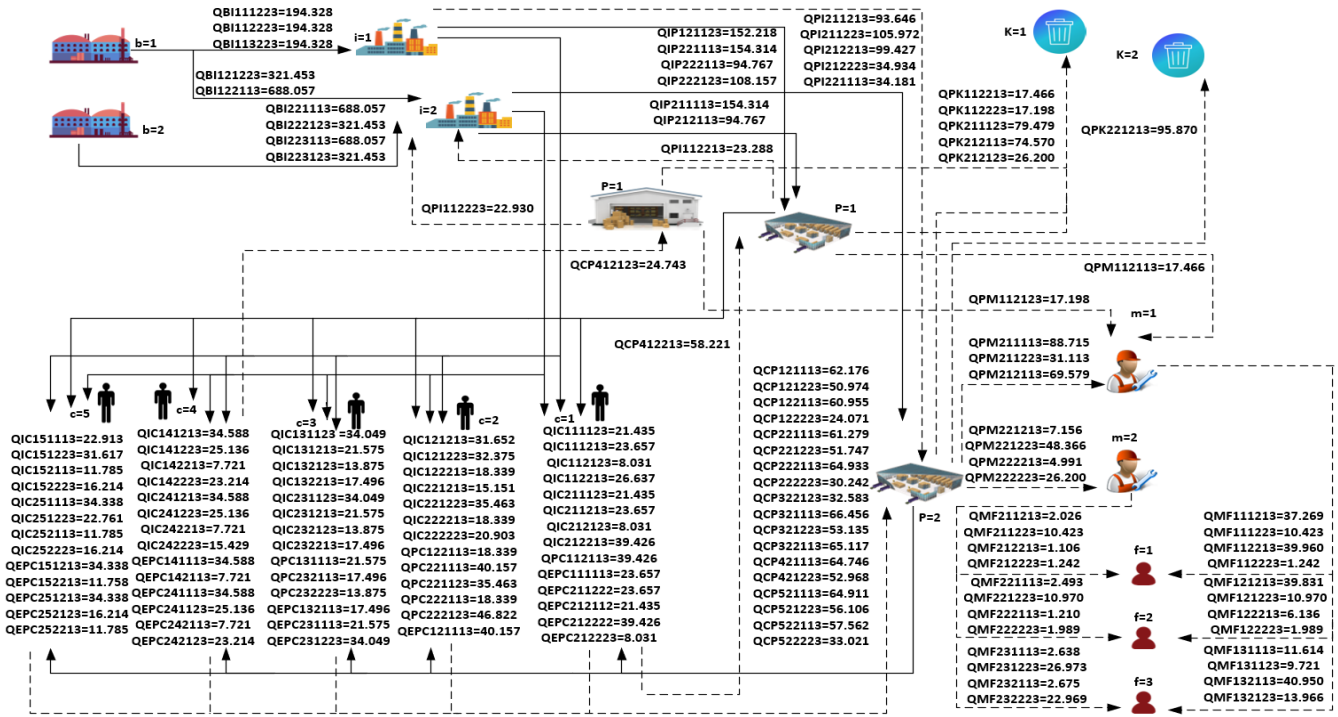 QBI111223=194.328
QBI112223=194.328
QBI113223=194.328
b=1
i=1
QBI121223=321.453
QBI122113=688.057
b=2
QBI221113=688.057
QBI222123=321.453
QBI223113=688.057
QBI223123=321.453
i=2
QIP121123=152.218
QIP221113=154.314
QIP222113=94.767
QIP222123=108.157
QIP211113=154.314
QIP212113=94.767
QPI112213=23.288
QPI211213=93.646
QPI211223=105.972
QPI212213=99.427
QPI212223=34.934
QPI221113=34.181
K=1
K=2
QPK112213=17.466
QPK112223=17.198
QPK211123=79.479
QPK212113=74.570
QPK212123=26.200
QPK221213=95.870
P=1
QPI112223=22.930
P=1
QCP412123=24.743
QPM112113=17.466
QPM112123=17.198
m=1
QCP412213=58.221
QPM211113=88.715
QPM211223=31.113
QPM212113=69.579
QPM221213=7.156
QPM221223=48.366
QPM222213=4.991
QPM222223=26.200
m=2
QCP121113=62.176
QCP121223=50.974
QCP122113=60.955
QCP122223=24.071
QCP221113=61.279
QCP221223=51.747
QCP222113=64.933
QCP222223=30.242
QCP322123=32.583
QCP321113=66.456
QCP321213=53.135
QCP322113=65.117
QCP421113=64.746
QCP421223=52.968
QCP521113=64.911
QCP521223=56.106
QCP522113=57.562
QCP522223=33.021
P=2
c=5
QIC151113=22.913
QIC151223=31.617
QIC152113=11.785
QIC152223=16.214
QIC251113=34.338
QIC251223=22.761
QIC252113=11.785
QIC252223=16.214
QEPC151213=34.338
QEPC152213=11.758
QEPC251213=34.338
QEPC252123=16.214
QEPC252213=11.785
c=4
QIC141213=34.588
QIC141223=25.136
QIC142213=7.721
QIC142223=23.214
QIC241213=34.588
QIC241223=25.136
QIC242213=7.721
QIC242223=15.429
QEPC141113=34.588
QEPC142113=7.721
QEPC241113=34.588
QEPC241123=25.136
QEPC242113=7.721
QEPC242123=23.214
c=3
QIC131123=34.049
QIC131213=21.575
QIC132123=13.875
QIC132213=17.496
QIC231123=34.049
QIC231213=21.575
QIC232123=13.875
QIC232213=17.496
QPC131113=21.575
QPC232113=17.496
QPC232223=13.875
QEPC132113=17.496
QEPC231113=21.575
QEPC231223=34.049
c=2
QIC121213=31.652
QIC121223=32.375
QIC122113=18.339
QIC122213=15.151
QIC221223=35.463
QIC222213=18.339
QIC222223=20.903
QPC122113=18.339
QPC221113=40.157
QPC221223=35.463
QPC222113=18.339
QPC222123=46.822
QEPC121113=40.157
c=1
QIC111123=21.435
QIC111213=23.657
QIC112123=8.031
QIC112213=26.637
QIC211123=21.435
QIC211213=23.657
QIC212123=8.031
QIC212213=39.426
QPC112113=39.426
QEPC111113=23.657
QEPC211222=23.657
QEPC212112=21.435
QEPC212222=39.426
QEPC212223=8.031
QMF211213=2.026
QMF211223=10.423
QMF212213=1.106
QMF212223=1.242
QMF221113=2.493
QMF221223=10.970
QMF222113=1.210
QMF222223=1.989
QMF231113=2.638
QMF231223=26.973
QMF232113=2.675
QMF232223=22.969
f=1
f=2
f=3
QMF111213=37.269
QMF111223=10.423
QMF112213=39.960
QMF112223=1.242
QMF121213=39.831
QMF121223=10.970
QMF122213=6.136
QMF122223=1.989
QMF131113=11.614
QMF131123=9.721
QMF132113=40.950
QMF132123=13.966